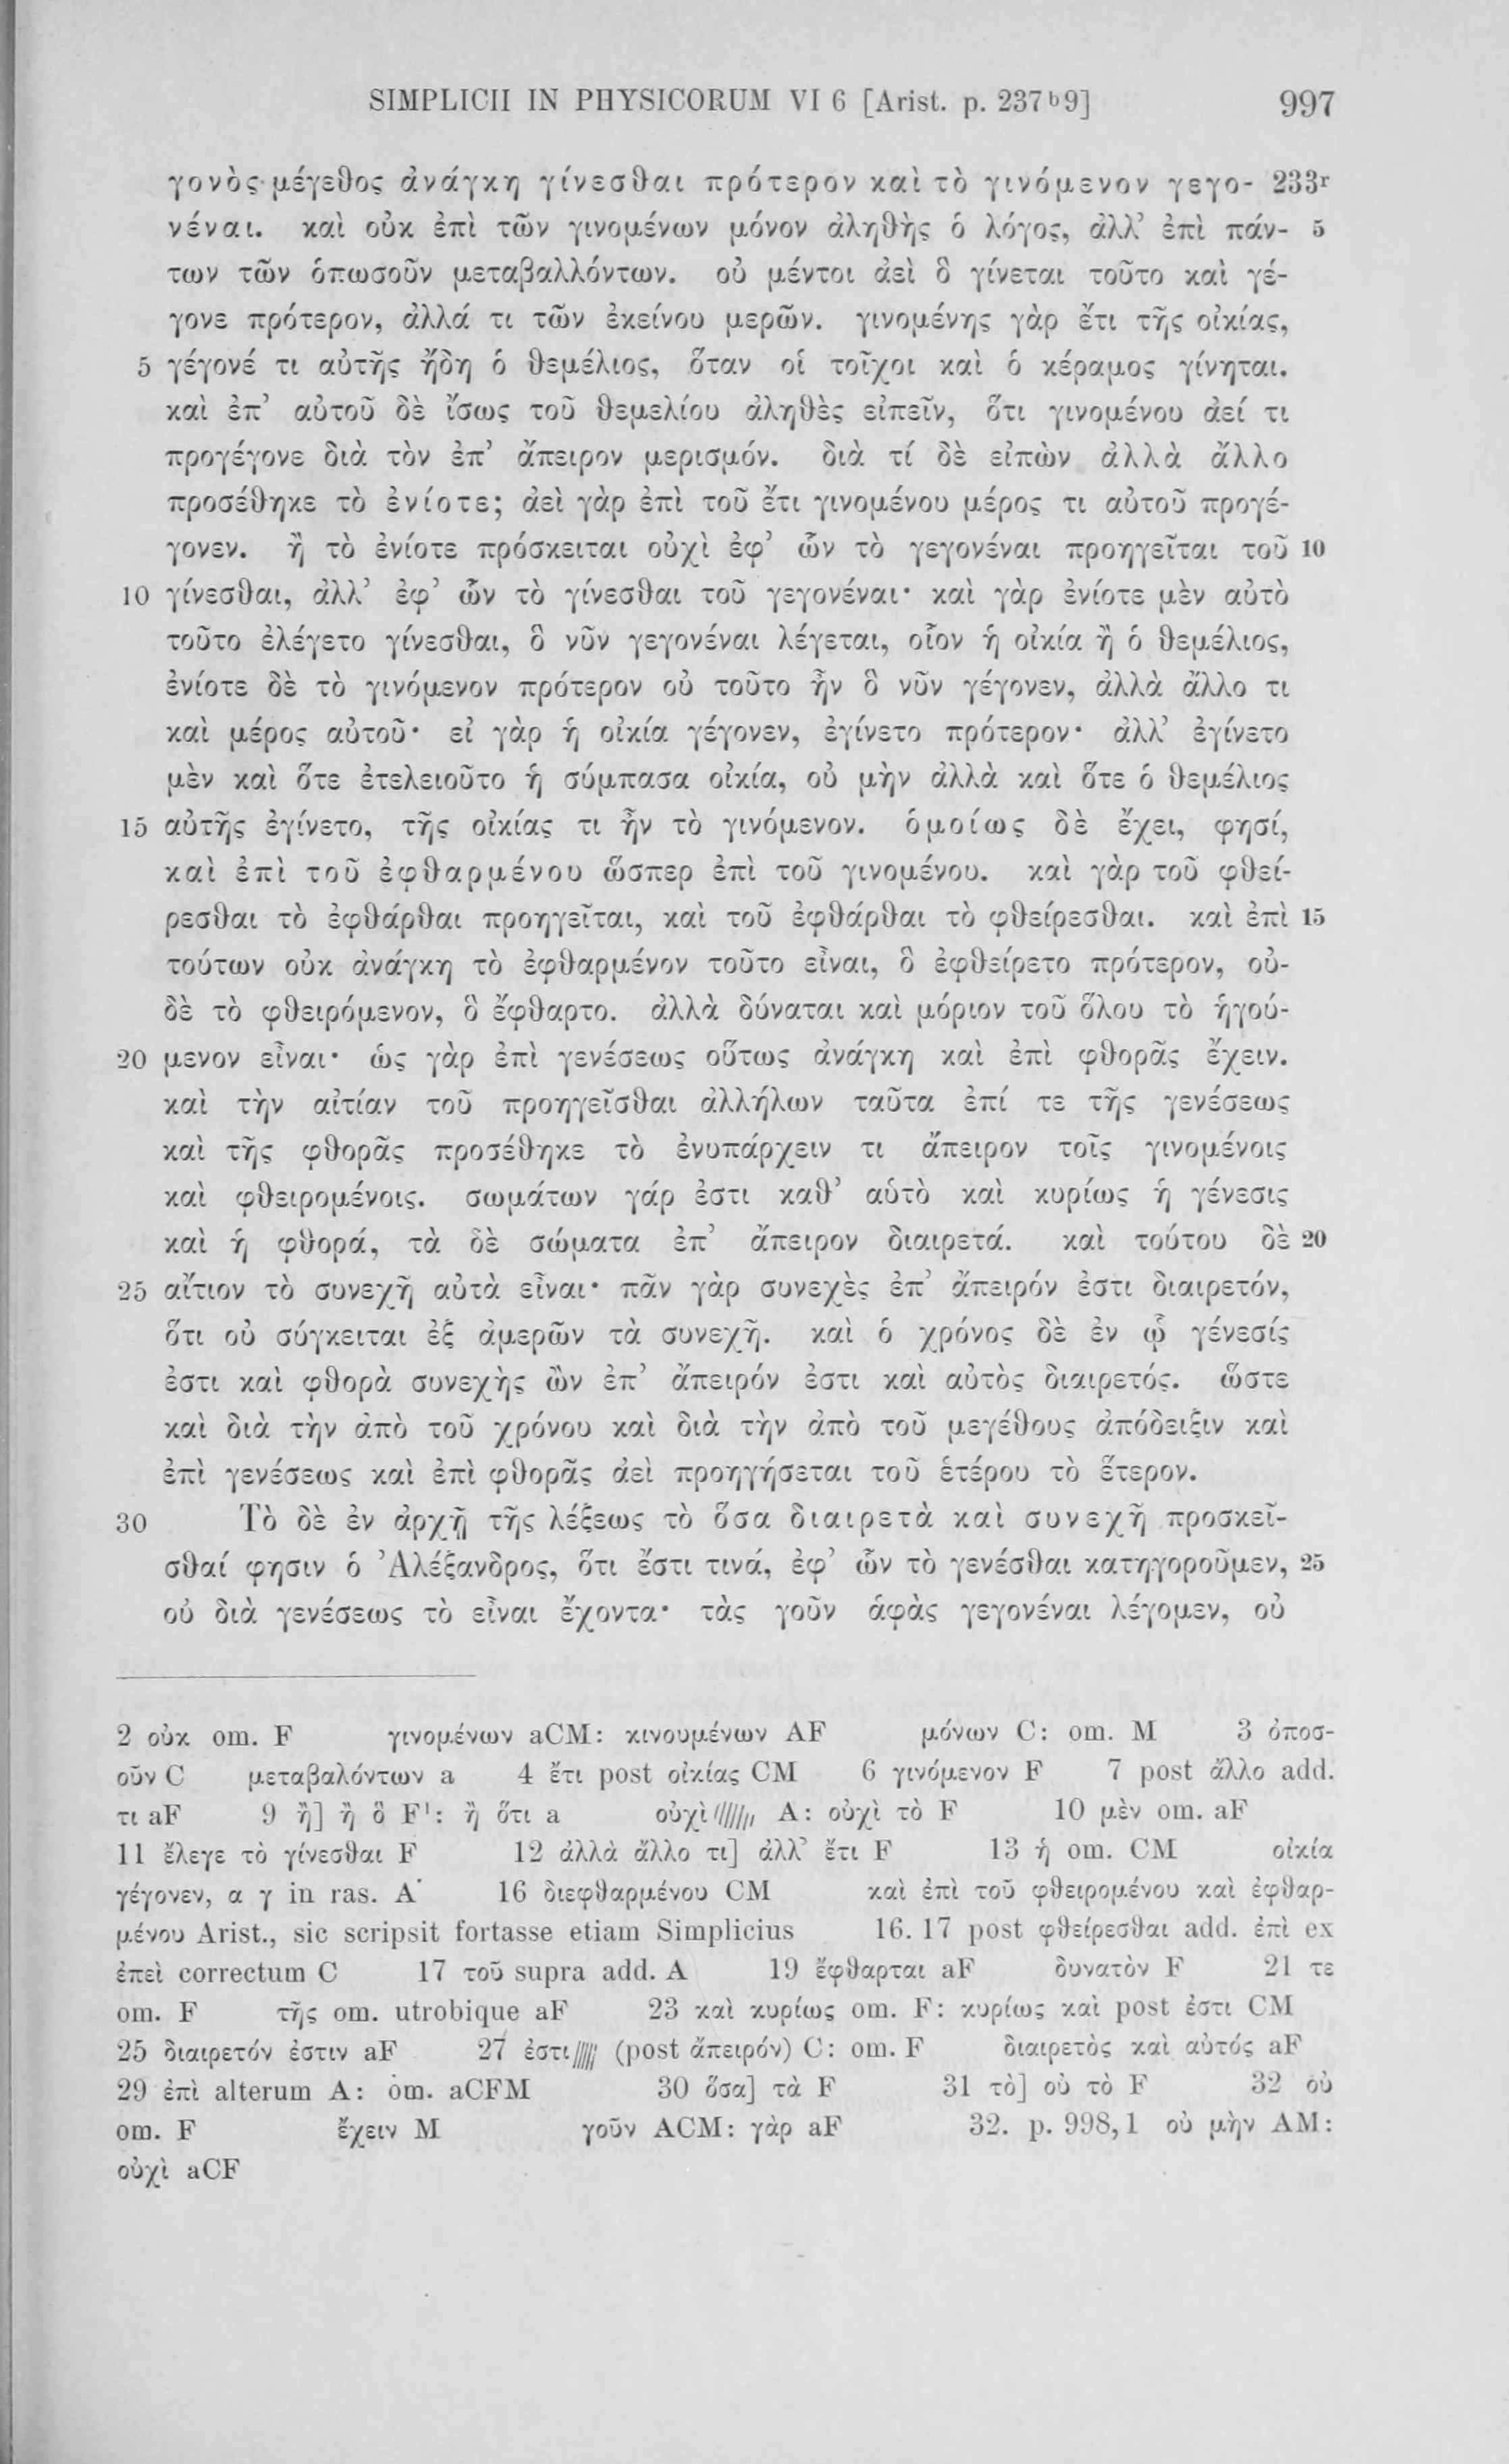 SIMPLICII IN PHYSICORUM VI 6 [Arist. p. 237ᵇ9] 997
γονὸς μέγεθος ἀνάγκη γίνεσθαι πρότερον καὶ τὸ γινόμενον γεγο- 233ʳ
νέναι. καὶ οὐκ ἐπὶ τῶν γινομένων μόνον ἀληθὴς ὁ λόγος, ἀλλ’ ἐπὶ πάν- 5
των τῶν ὁπωσοῦν μεταβαλλόντων. οὐ μέντοι ἀεὶ ὃ γίνεται τοῦτο καὶ γέ-
γονε πρότερον, ἀλλά τι τῶν ἐκείνου μερῶν. γινομένης γὰρ ἔτι τῆς οἰκίας,
5 γέγονέ τι αὐτῆς ἤδη ὁ θεμέλιος, ὅταν οἱ τοῖχοι καὶ ὁ κέραμος γίνηται.
καὶ ἐπ’ αὐτοῦ δὲ ἴσως τοῦ θεμελίου ἀληθὲς εἰπεῖν, ὅτι γινομένου ἀεί τι
προγέγονε διὰ τὸν ἐπ’ ἄπειρον μερισμόν. διὰ τί δὲ εἰπὼν ἀλλὰ ἄλλο
προσέθηκε τὸ ἐνίοτε; ἀεὶ γὰρ ἐπὶ τοῦ ἔτι γινομένου μέρος τι αὐτοῦ προγέ-
γονεν. ἢ τὸ ἐνίοτε πρόσκειται οὐχὶ ἐφ’ ὧν τὸ γεγονέναι προηγεῖται τοῦ 10
10 γίνεσθαι, ἀλλ’ ἐφ’ ὧν τὸ γίνεσθαι τοῦ γεγονέναι· καὶ γὰρ ἐνίοτε μὲν αὐτὸ
τοῦτο ἐλέγετο γίνεσθαι, ὃ νῦν γεγονέναι λέγεται, οἷον ἡ οἰκία ἢ ὁ θεμέλιος,
ἐνίοτε δὲ τὸ γινόμενον πρότερον οὐ τοῦτο ἦν ὃ νῦν γέγονεν, ἀλλὰ ἄλλο τι
καὶ μέρος αὐτοῦ· εἰ γὰρ ἡ οἰκία γέγονεν, ἐγίνετο πρότερον· ἀλλ’ ἐγίνετο
μὲν καὶ ὅτε ἐτελειοῦτο ἡ σύμπασα οἰκία, οὐ μὴν ἀλλὰ καὶ ὅτε ὁ θεμέλιος
15 αὐτῆς ἐγίνετο, τῆς οἰκίας τι ἦν τὸ γινόμενον. ὁμοίως δὲ ἔχει, φησί,
καὶ ἐπὶ τοῦ ἐφθαρμένου ὥσπερ ἐπὶ τοῦ γινομένου. καὶ γὰρ τοῦ φθεί-
ρεσθαι τὸ ἐφθάρθαι προηγεῖται, καὶ τοῦ ἐφθάρθαι τὸ φθείρεσθαι. καὶ ἐπὶ 15
τούτων οὐκ ἀνάγκη τὸ ἐφθαρμένον τοῦτο εἶναι, ὃ ἐφθείρετο πρότερον, οὐ-
δὲ τὸ φθειρόμενον, ὃ ἔφθαρτο. ἀλλὰ δύναται καὶ μόριον τοῦ ὅλου τὸ ἡγού-
20 μενον εἶναι· ὡς γὰρ ἐπὶ γενέσεως οὕτως ἀνάγκη καὶ ἐπὶ φθορᾶς ἔχειν.
καὶ τὴν αἰτίαν τοῦ προηγεῖσθαι ἀλλήλων ταῦτα ἐπί τε τῆς γενέσεως
καὶ τῆς φθορᾶς προσέθηκε τὸ ἐνυπάρχειν τι ἄπειρον τοῖς γινομένοις
καὶ φθειρομένοις. σωμάτων γάρ ἐστι καθ’ αὑτὸ καὶ κυρίως ἡ γένεσις
καὶ ἡ φθορά, τὰ δὲ σώματα ἐπ’ ἄπειρον διαιρετά. καὶ τούτου δὲ 20
25 αἴτιον τὸ συνεχῆ αὐτὰ εἶναι· πᾶν γὰρ συνεχὲς ἐπ’ ἄπειρόν ἐστι διαιρετόν,
ὅτι οὐ σύγκειται ἐξ ἀμερῶν τὰ συνεχῆ. καὶ ὁ χρόνος δὲ ἐν ᾧ γένεσίς
ἐστι καὶ φθορὰ συνεχὴς ὢν ἐπ’ ἄπειρόν ἐστι καὶ αὐτὸς διαιρετός. ὥστε
καὶ διὰ τὴν ἀπὸ τοῦ χρόνου καὶ διὰ τὴν ἀπὸ τοῦ μεγέθους ἀπόδειξιν καὶ
ἐπὶ γενέσεως καὶ ἐπὶ φθορᾶς ἀεὶ προηγήσεται τοῦ ἑτέρου τὸ ἕτερον.
30 Τὸ δὲ ἐν ἀρχῇ τῆς λέξεως τὸ ὅσα διαιρετὰ καὶ συνεχῆ προσκεῖ-
σθαί φησιν ὁ Ἀλέξανδρος, ὅτι ἔστι τινά, ἐφ’ ὧν τὸ γενέσθαι κατηγοροῦμεν, 25
οὐ διὰ γενέσεως τὸ εἶναι ἔχοντα· τὰς γοῦν ἁφὰς γεγονέναι λέγομεν, οὐ
2 οὐκ om. F γινομένων aCM: κινουμένων AF μόνων C: om. M 3 ὁποσ-
οῦν C μεταβαλόντων a 4 ἔτι post οἰκίας CM 6 γινόμενον F 7 post ἄλλο add.
τι aF 9 ἢ] ἢ ὃ F¹: ἢ ὅτι a οὐχὶ////// A: οὐχὶ τὸ F 10 μὲν om. aF
11 ἔλεγε τὸ γίνεσθαι F 12 ἀλλὰ ἄλλο τι] ἀλλ’ ἔτι F 13 ἡ om. CM οἰκία
γέγονεν, α γ in ras. A 16 διεφθαρμένου CM καὶ ἐπὶ τοῦ φθειρομένου καὶ ἐφθαρ-
μένου Arist., sic scripsit fortasse etiam Simplicius 16. 17 post φθείρεσθαι add. ἐπὶ ex
ἐπεὶ correctum C 17 τοῦ supra add. A 19 ἔφθαρται aF δυνατὸν F 21 τε
om. F τῆς om. utrobique aF 23 καὶ κυρίως om. F: κυρίως καὶ post ἐστι CM
25 διαιρετόν ἐστιν aF 27 ἐστι///// (post ἄπειρόν) C: om. F διαιρετὸς καὶ αὐτός aF
29 ἐπὶ alterum A: om. aCFM 30 ὅσα] τὰ F 31 τὸ] οὐ τὸ F 32 οὐ
om. F ἔχειν M γοῦν ACM: γὰρ aF 32. p. 998,1 οὐ μὴν AM:
οὐχὶ aCF